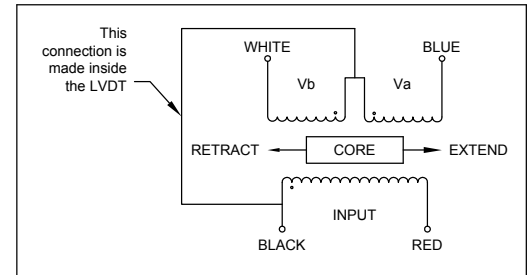 This
connection is
made inside
the LVDT
WHITE
BLUE
Vb
Va
RETRACT
CORE
EXTEND
INPUT
BLACK
RED